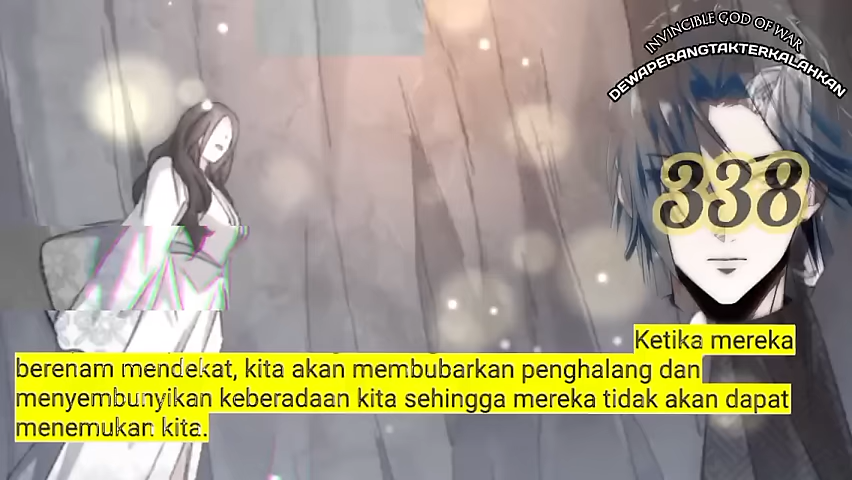 INVINCIBLE GOD OF WAR
DEWAPERANGTAKTERKALAHKAN
338
Ketika mereka
berenam mendekat, kita akan membubarkan penghalang dan
menyembunyikan keberadaan kita sehingga mereka tidak akan dapat
menemukan kita.